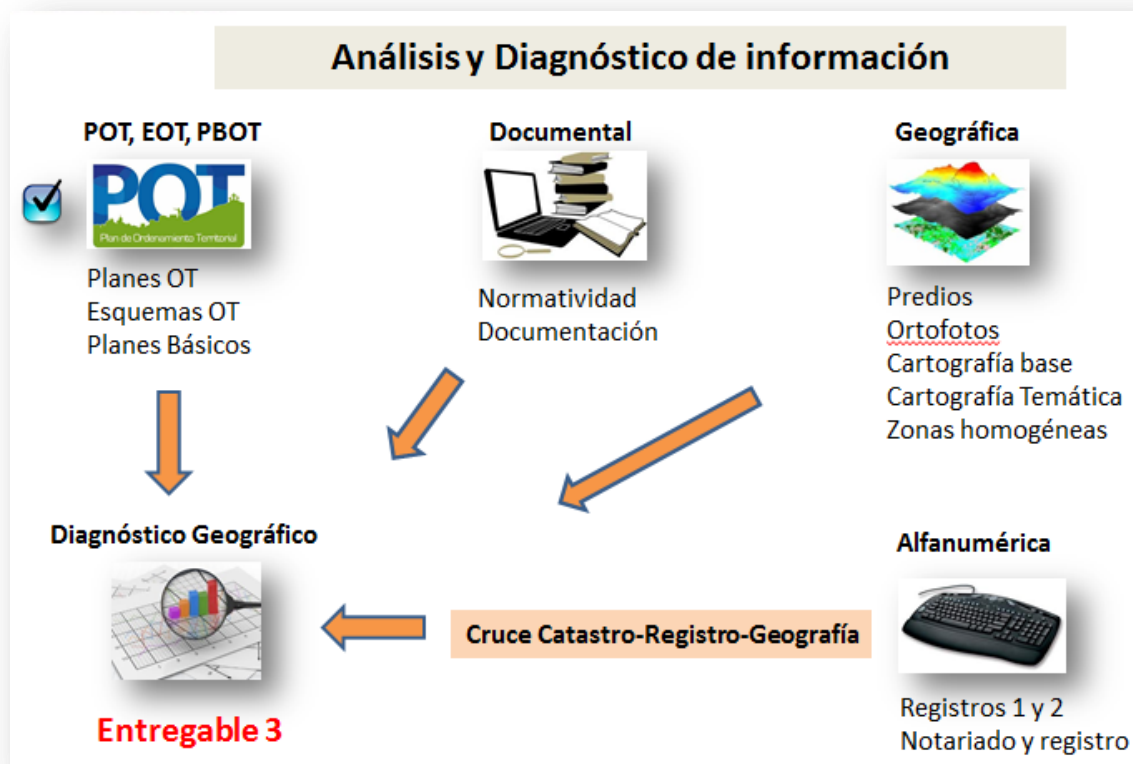 Análisis y Diagnóstico de información
POT, EOT, PBOT
POT
Plan de Ordenamiento Territorial
Planes OT
Esquemas OT
Planes Básicos
Documental
Normatividad
Documentación
Geográfica
Predios
Ortofotos
Cartografía base
Cartografía Temática
Zonas homogéneas
Diagnóstico Geográfico
Entregable 3
Cruce Catastro-Registro-Geografía
Alfanumérica
Registros 1 y 2
Notariado y registro